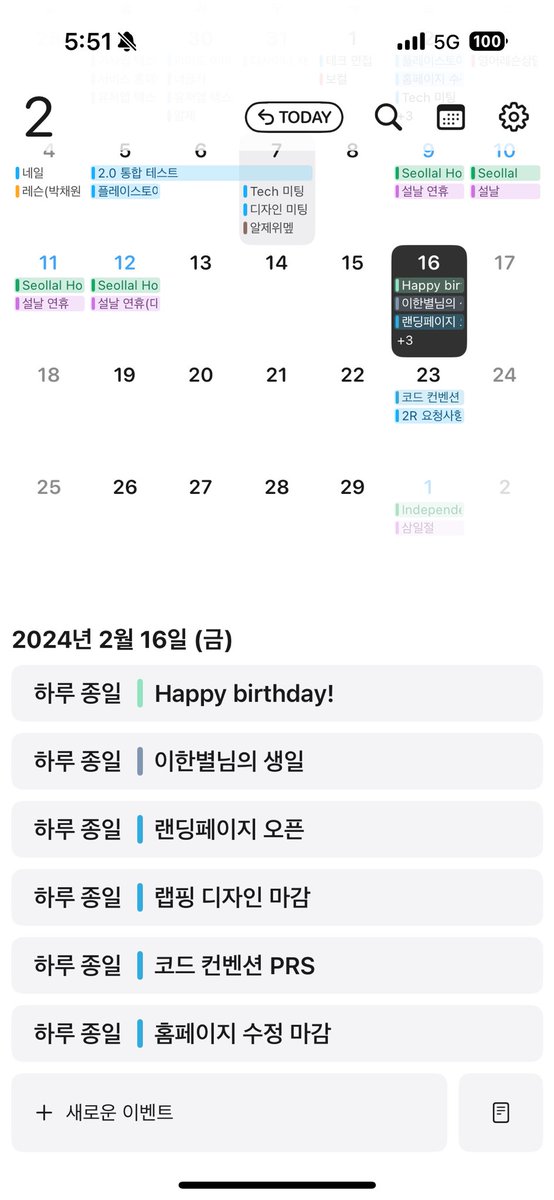 5:51 5G 100
2 TODAY
4 5 6 7 8 9 10
네일 2.0 통합 테스트 Seollal Ho Seollal
레슨(박채원 플레이스토어 Tech 미팅 설날 연휴 설날
디자인 미팅
알제위멮
11 12 13 14 15 16 17
Seollal Ho Seollal Ho Happy bir
설날 연휴 설날 연휴(대 이한별님의
랜딩페이지
+3
18 19 20 21 22 23 24
코드 컨벤션
2R 요청사항
25 26 27 28 29 1 2
Independe
삼일절
2024년 2월 16일 (금)
하루 종일 Happy birthday!
하루 종일 이한별님의 생일
하루 종일 랜딩페이지 오픈
하루 종일 랩핑 디자인 마감
하루 종일 코드 컨벤션 PRS
하루 종일 홈페이지 수정 마감
+ 새로운 이벤트